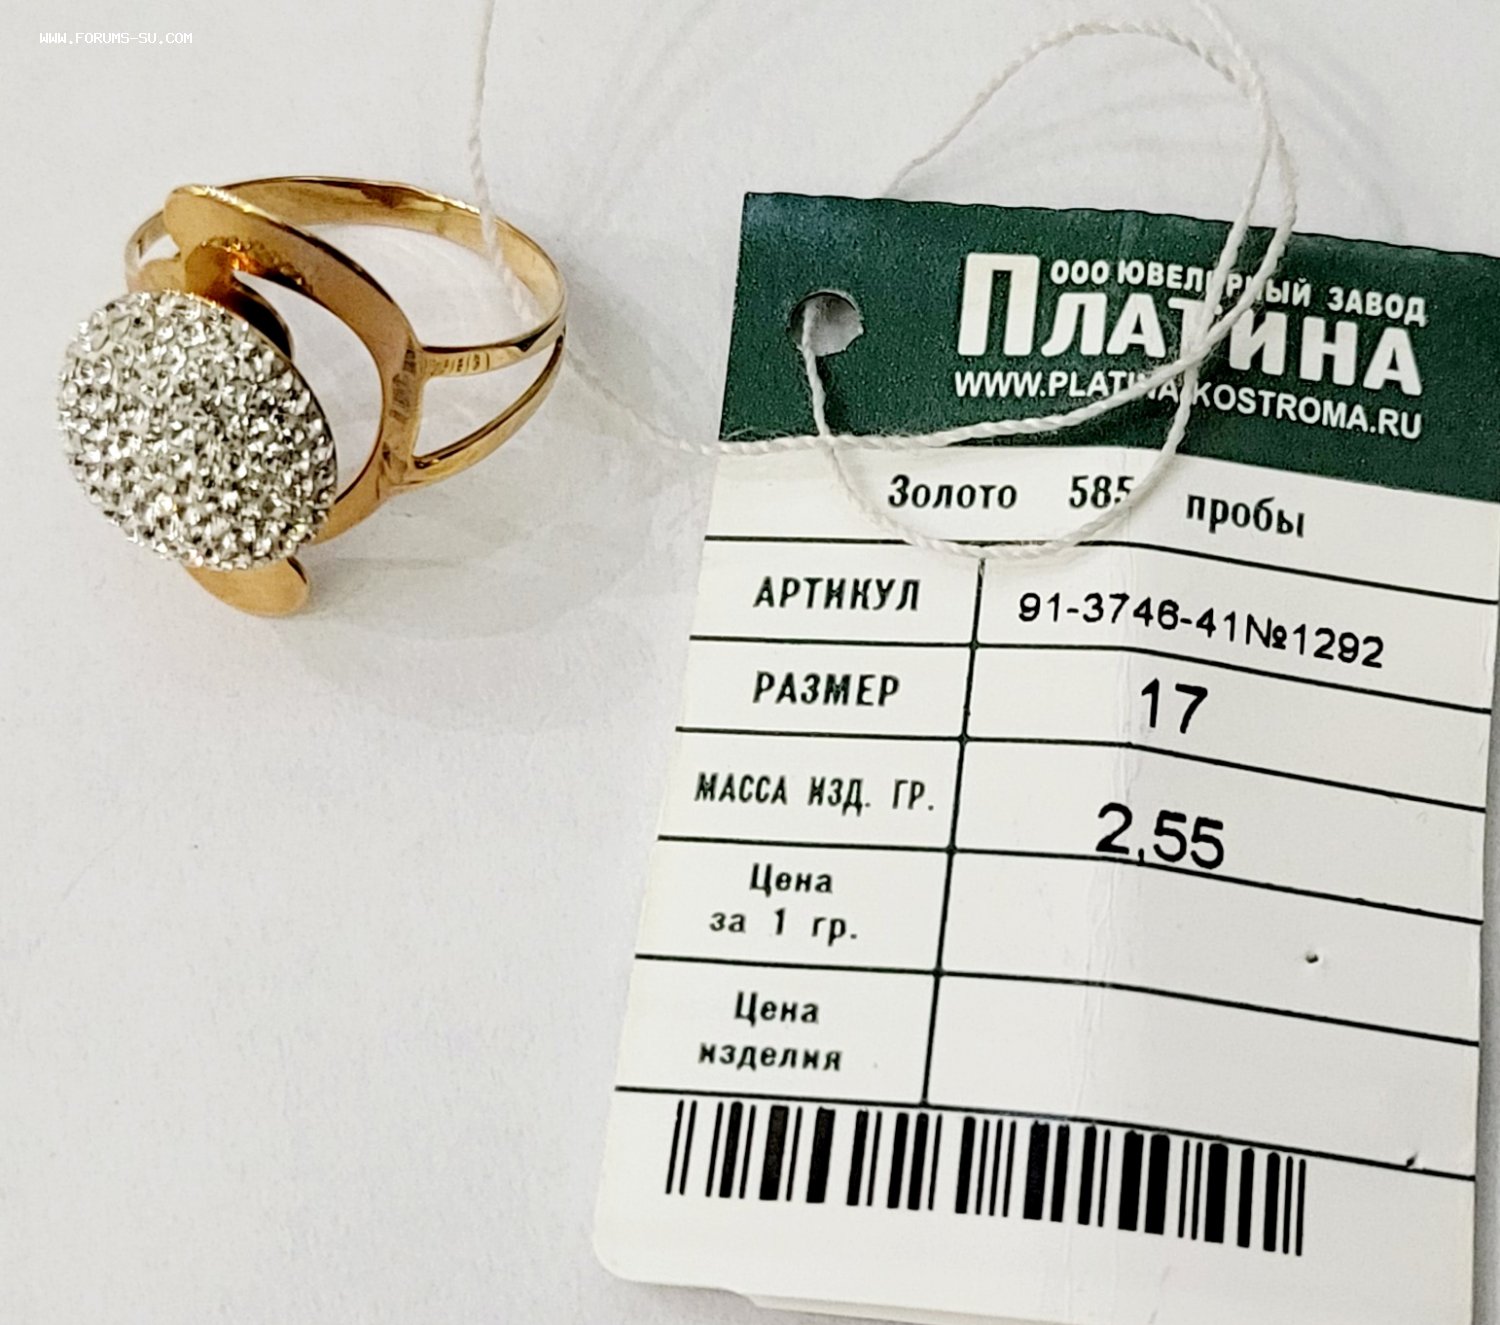 WWW.FORUMS-SU.COM
ООО ЮВЕЛИРНЫЙ ЗАВОД
ПЛАТИНА
WWW.PLATINA-KOSTROMA.RU
Золото 585 пробы
АРТИКУЛ 91-3746-41№1292
РАЗМЕР 17
МАССА ИЗД. ГР. 2,55
Цена
за 1 гр.
Цена
изделия